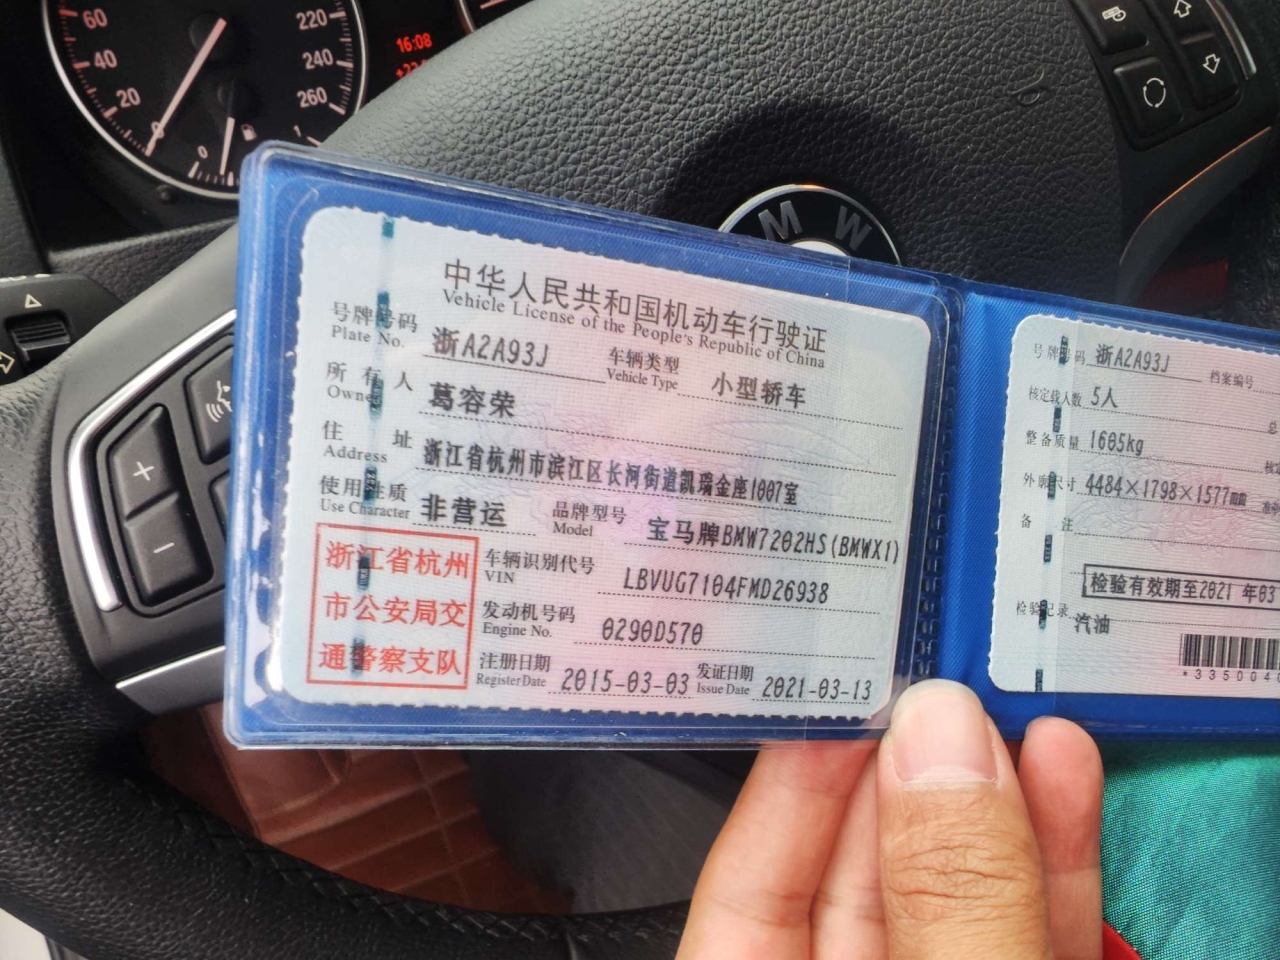 60
40
20
0
220
240
260
16:08
0
1
M W
中华人民共和国机动车行驶证
Vehicle License of the People's Republic of China
号牌号码 浙A2A93J 车辆类型 小型轿车
Plate No. Vehicle Type
所有人 葛容荣
Owner
住址 浙江省杭州市滨江区长河街道凯瑞金座1007室
Address
使用性质 非营运 品牌型号 宝马牌BMW7202HS(BMWX1)
Use Character Model
浙江省杭州
市公安局交
通警察支队
车辆识别代号 LBVUG7104FMD26938
VIN
发动机号码 0290D570
Engine No.
注册日期 2015-03-03 发证日期 2021-03-13
Register Date Issue Date
号牌号码 浙A2A93J 档案编号
核定载人数 5人 总
整备质量 1605kg 核
外廓尺寸 4484×1798×1577mm 准
备注
检验有效期至2021年03
检验记录
汽油
*335004